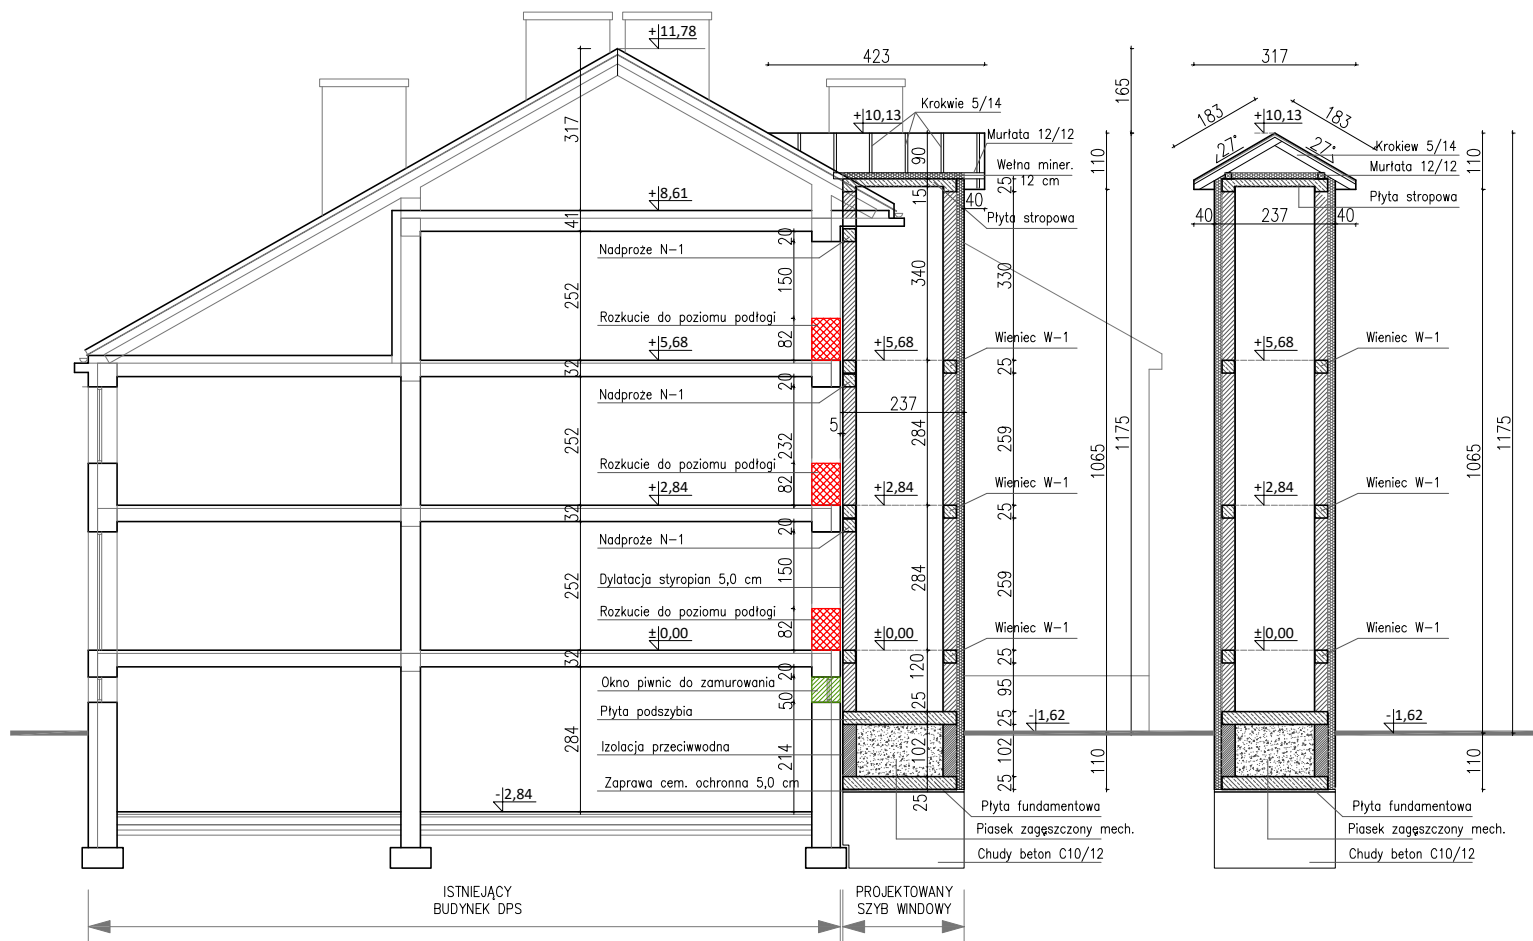 +11,78
423
317
165
Krokwie 5/14
183
183
+10,13
+10,13
317
Murłata 12/12
27°
27°
Krokiew 5/14
90
110
110
Wełna miner.
12 cm
Murłata 12/12
25
15
+8,61
40
Płyta stropowa
Płyta stropowa
41
40
237
40
20
Nadproże N-1
150
252
340
330
Rozkucie do poziomu podłogi
82
+5,68
+5,68
Wieniec W-1
+5,68
Wieniec W-1
32
25
20
Nadproże N-1
237
5
252
232
284
259
1175
1175
1065
1065
Rozkucie do poziomu podłogi
82
+2,84
+2,84
Wieniec W-1
+2,84
Wieniec W-1
32
25
20
Nadproże N-1
150
Dylatacja styropian 5,0 cm
252
284
259
Rozkucie do poziomu podłogi
82
±0,00
±0,00
Wieniec W-1
±0,00
Wieniec W-1
32
25
20
120
Okno piwnic do zamurowania
50
95
25
Płyta podszybia
25
-1,62
-1,62
284
Izolacja przeciwwodna
214
102
102
110
110
Zaprawa cem. ochronna 5,0 cm
25
-2,84
25
Płyta fundamentowa
Płyta fundamentowa
Piasek zagęszczony mech.
Piasek zagęszczony mech.
Chudy beton C10/12
Chudy beton C10/12
ISTNIEJĄCY
BUDYNEK DPS
PROJEKTOWANY
SZYB WINDOWY